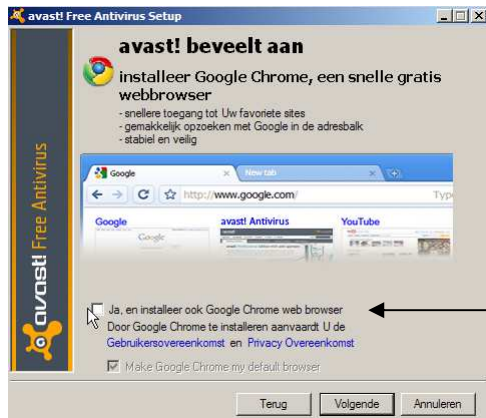 avast! Free Antivirus Setup
avast! beveelt aan
installeer Google Chrome, een snelle gratis
webbrowser
- snellere toegang tot Uw favoriete sites
- gemakkelijk opzoeken met Google in de adresbalk
- stabiel en veilig
Google
New tab
http://www.google.com/
Type
Google
avast! Antivirus
YouTube
Google
avast! Free Antivirus
Ja, en installeer ook Google Chrome web browser
Door Google Chrome te installeren aanvaardt U de
Gebruikersovereenkomst en Privacy Overeenkomst
Make Google Chrome my default browser
Terug
Volgende
Annuleren